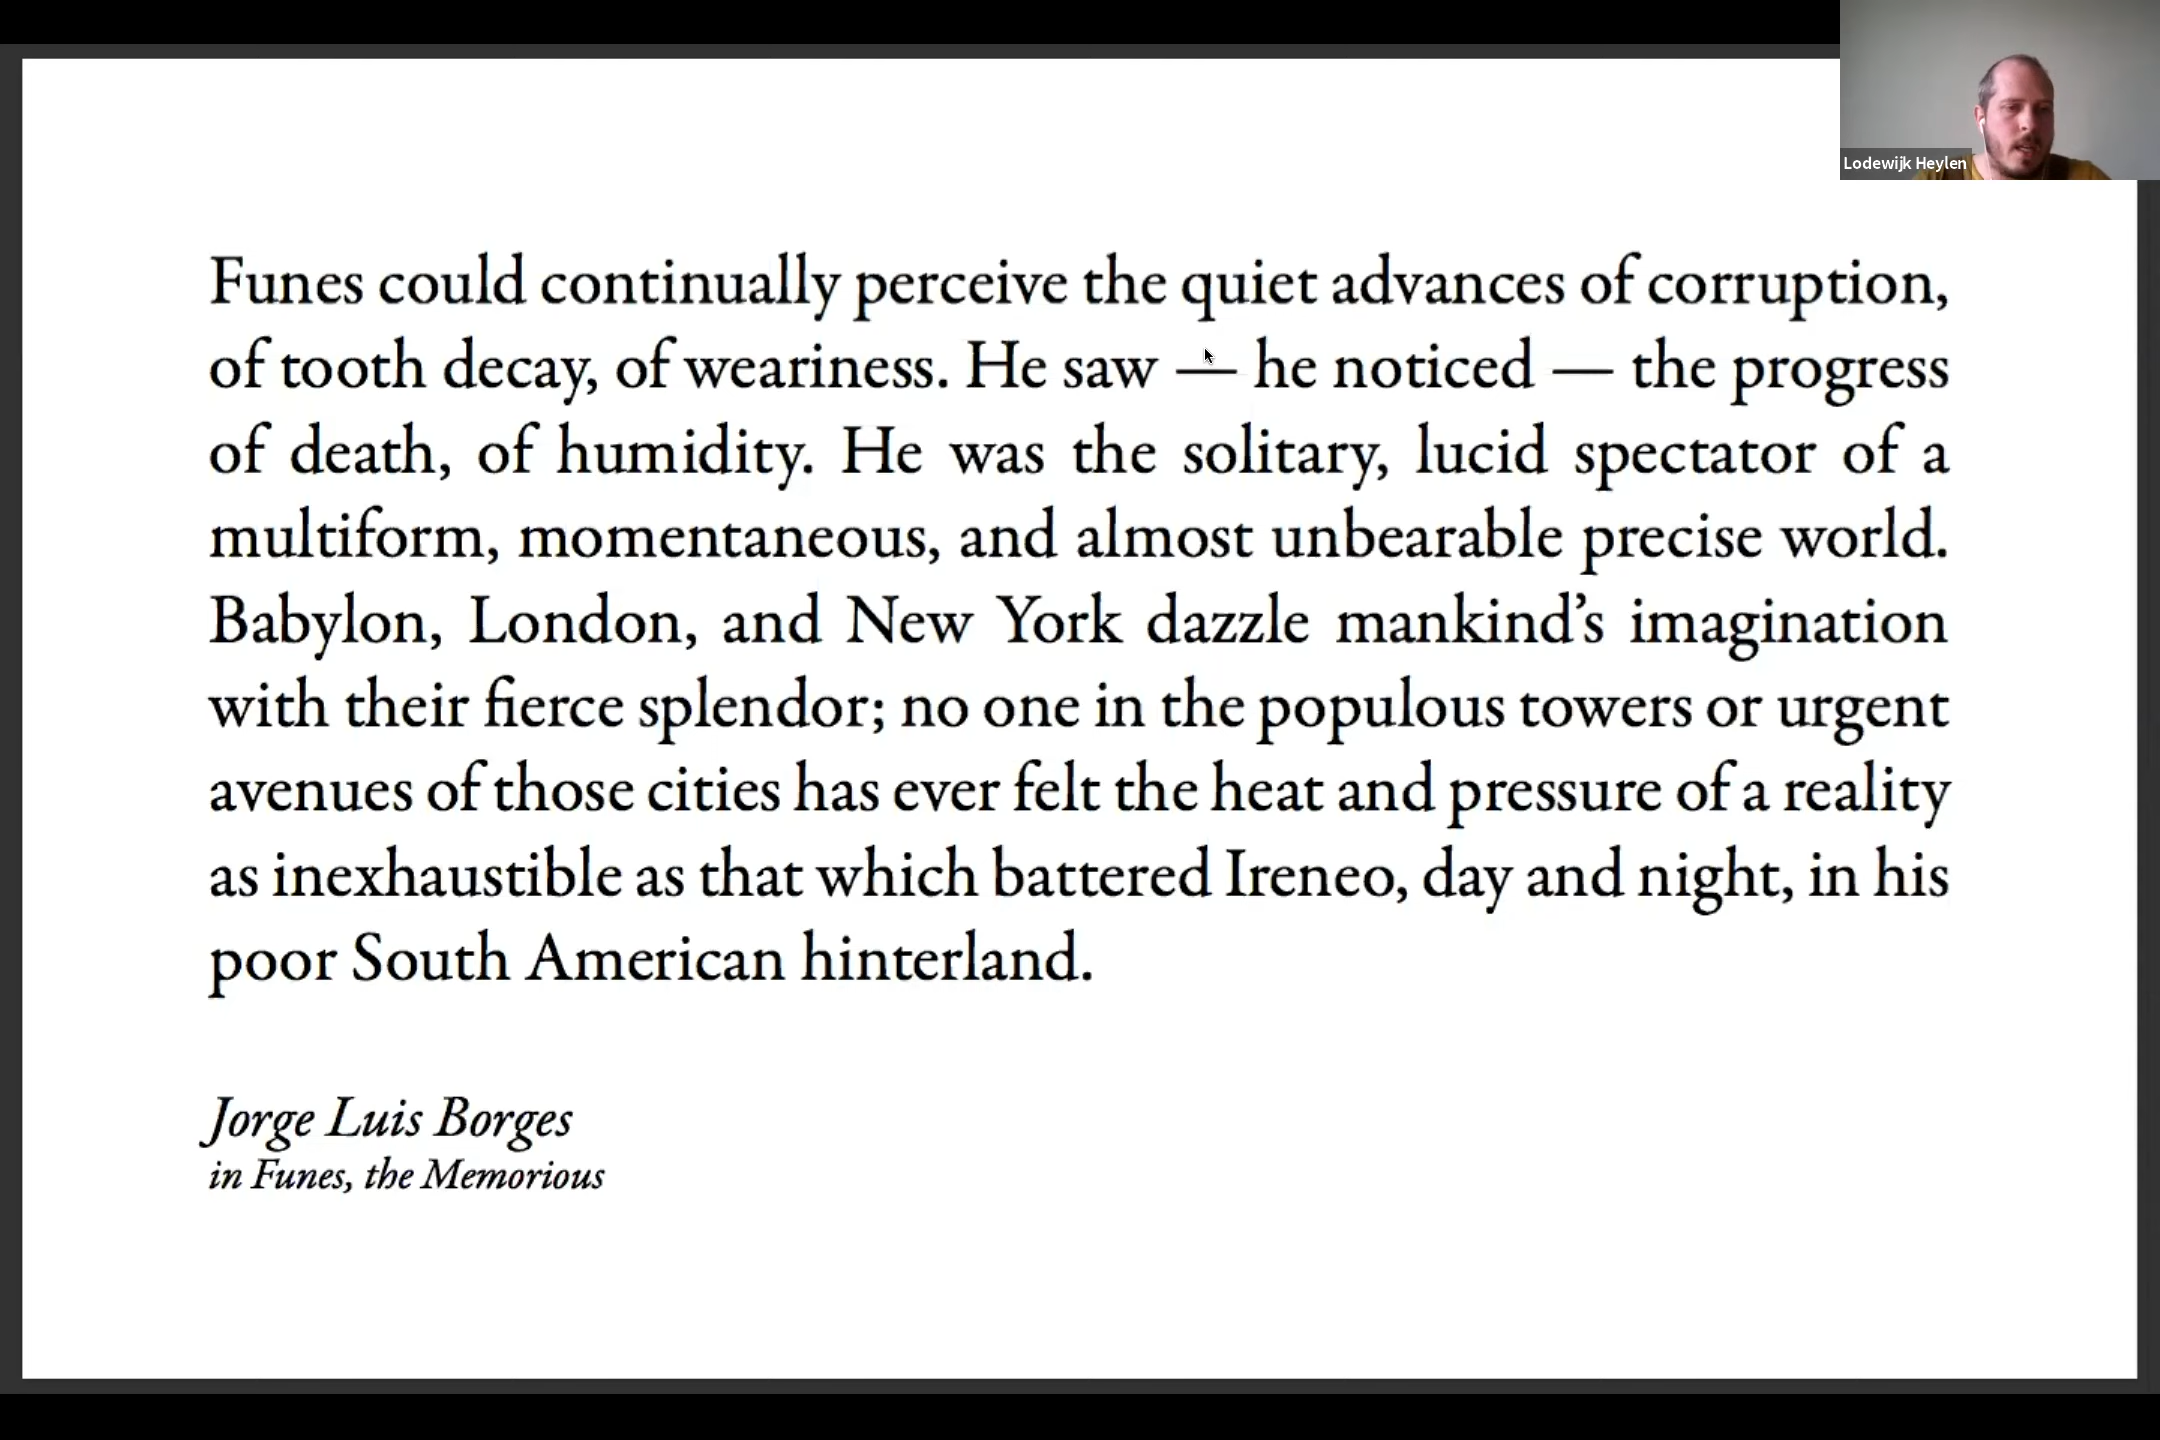 Lodewijk Heylen
Funes could continually perceive the quiet advances of corruption,
of tooth decay, of weariness. He saw — he noticed — the progress
of death, of humidity. He was the solitary, lucid spectator of a
multiform, momentaneous, and almost unbearable precise world.
Babylon, London, and New York dazzle mankind’s imagination
with their fierce splendor; no one in the populous towers or urgent
avenues of those cities has ever felt the heat and pressure of a reality
as inexhaustible as that which battered Ireneo, day and night, in his
poor South American hinterland.
Jorge Luis Borges
in Funes, the Memorious